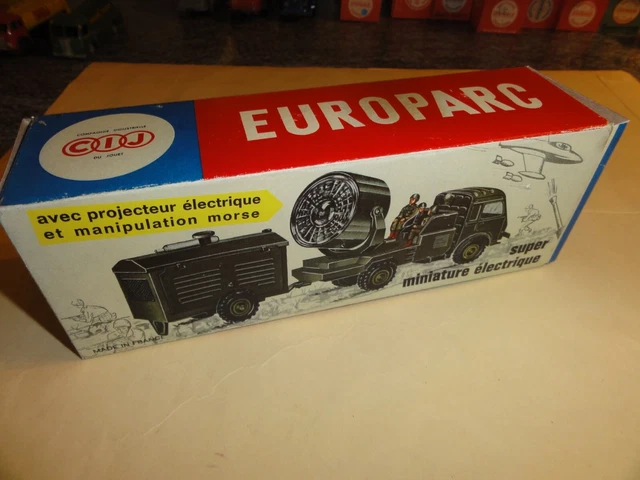 EUROPARC
COMPAGNIE INDUSTRIELLE
CIJ
DU JOUET
avec projecteur électrique
et manipulation morse
super
miniature électrique
MADE IN FRANCE